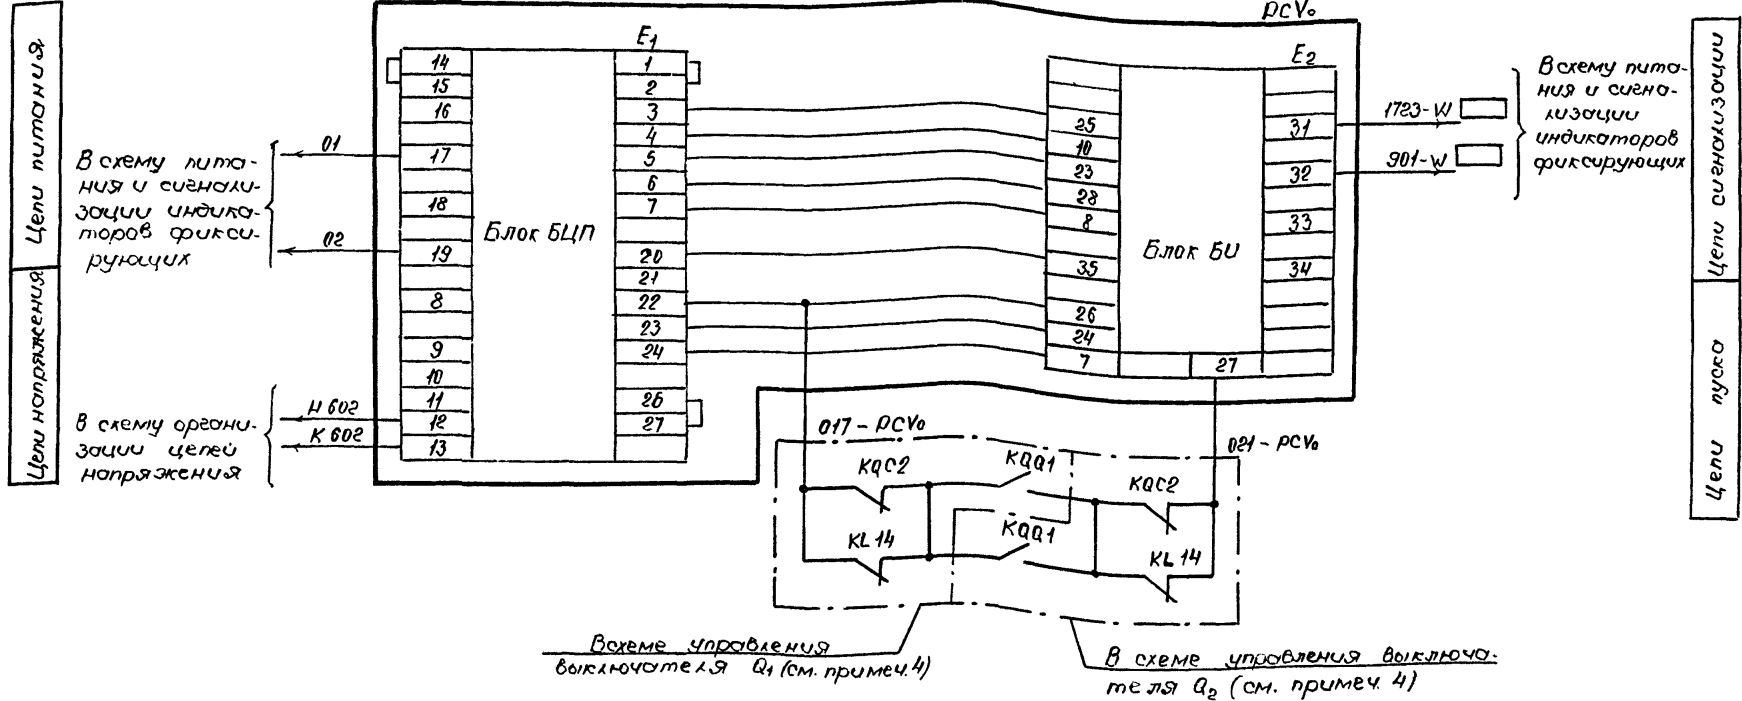 Цепи питания
Цепи напряжения
В схему пита-
ния и сигнали-
зации индика-
торов фикси-
рующих
01
02
В схему органи-
зации цепей
напряжения
Н 602
К 602
PCV₀
E1
14
15
16
17
18
19
8
9
10
11
12
13
Блок БЦП
1
2
3
4
5
6
7
20
21
22
23
24
26
27
E2
25
10
23
28
8
35
26
24
7
Блок БИ
27
31
32
33
34
1723-W
901-W
В схему пита-
ния и сигна-
лизации
индикаторов
фиксирующих
Цепи сигнализации
Цепи пуска
017-PCV₀
021-PCV₀
KQC2
KQQ1
KQC2
KL14
KQQ1
KL14
В схеме управления
выключателя Q₁ (см. примеч. 4)
В схеме управления выключа-
теля Q₂ (см. примеч. 4)